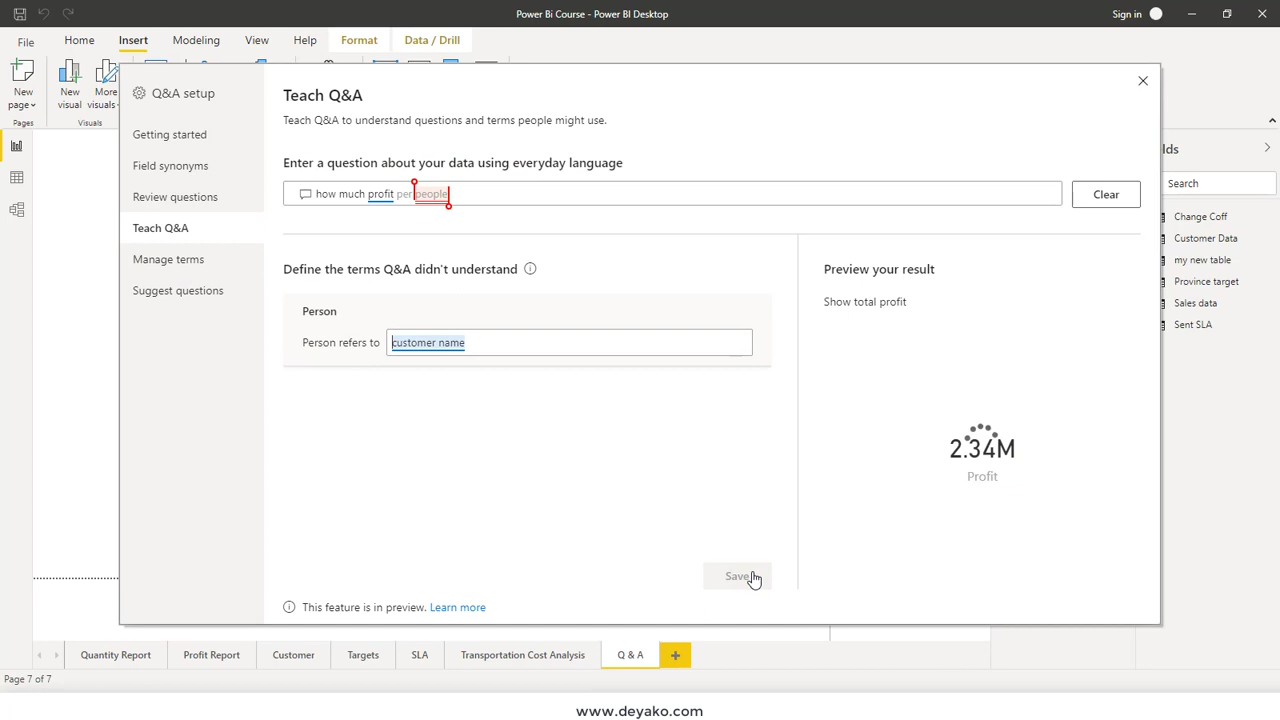 Power Bi Course - Power BI Desktop
Sign in
File
Home
Insert
Modeling
View
Help
Format
Data / Drill
New
page
New
visual
More
visuals
Pages
Visuals
Q&A setup
Getting started
Field synonyms
Review questions
Teach Q&A
Manage terms
Suggest questions
Teach Q&A
Teach Q&A to understand questions and terms people might use.
Enter a question about your data using everyday language
how much profit per people
Clear
Define the terms Q&A didn't understand
Person
Person refers to customer name
Save
Preview your result
Show total profit
2.34M
Profit
This feature is in preview. Learn more
lds
Search
Change Coff
Customer Data
my new table
Province target
Sales data
Sent SLA
Quantity Report
Profit Report
Customer
Targets
SLA
Transportation Cost Analysis
Q & A
Page 7 of 7
www.deyako.com